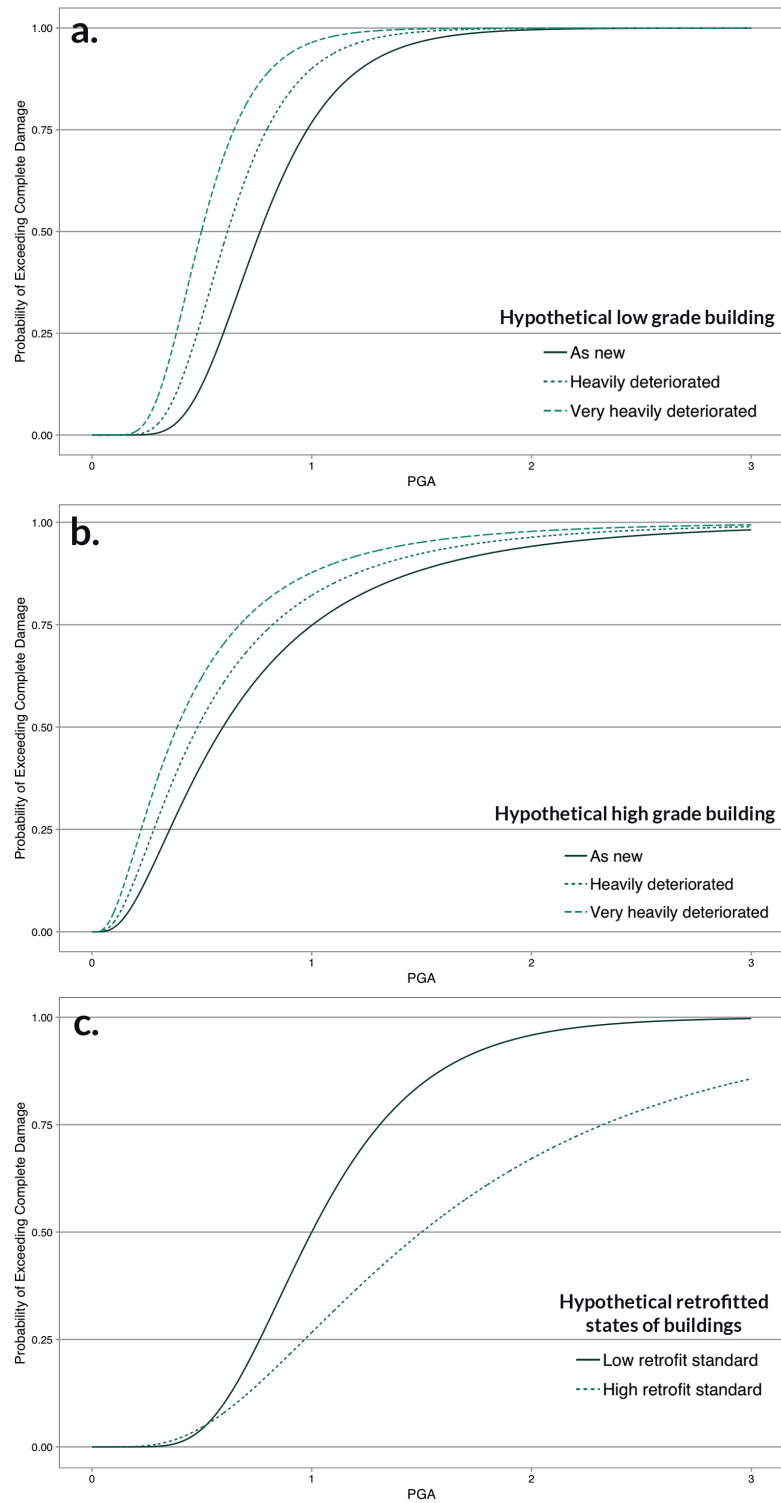 a.
Probability of Exceeding Complete Damage
1.00
0.75
0.50
0.25
0.00
Hypothetical low grade building
As new
Heavily deteriorated
Very heavily deteriorated
0 1 2 3
PGA
b.
Probability of Exceeding Complete Damage
1.00
0.75
0.50
0.25
0.00
Hypothetical high grade building
As new
Heavily deteriorated
Very heavily deteriorated
0 1 2 3
PGA
c.
Probability of Exceeding Complete Damage
1.00
0.75
0.50
0.25
0.00
Hypothetical retrofitted
states of buildings
Low retrofit standard
High retrofit standard
0 1 2 3
PGA